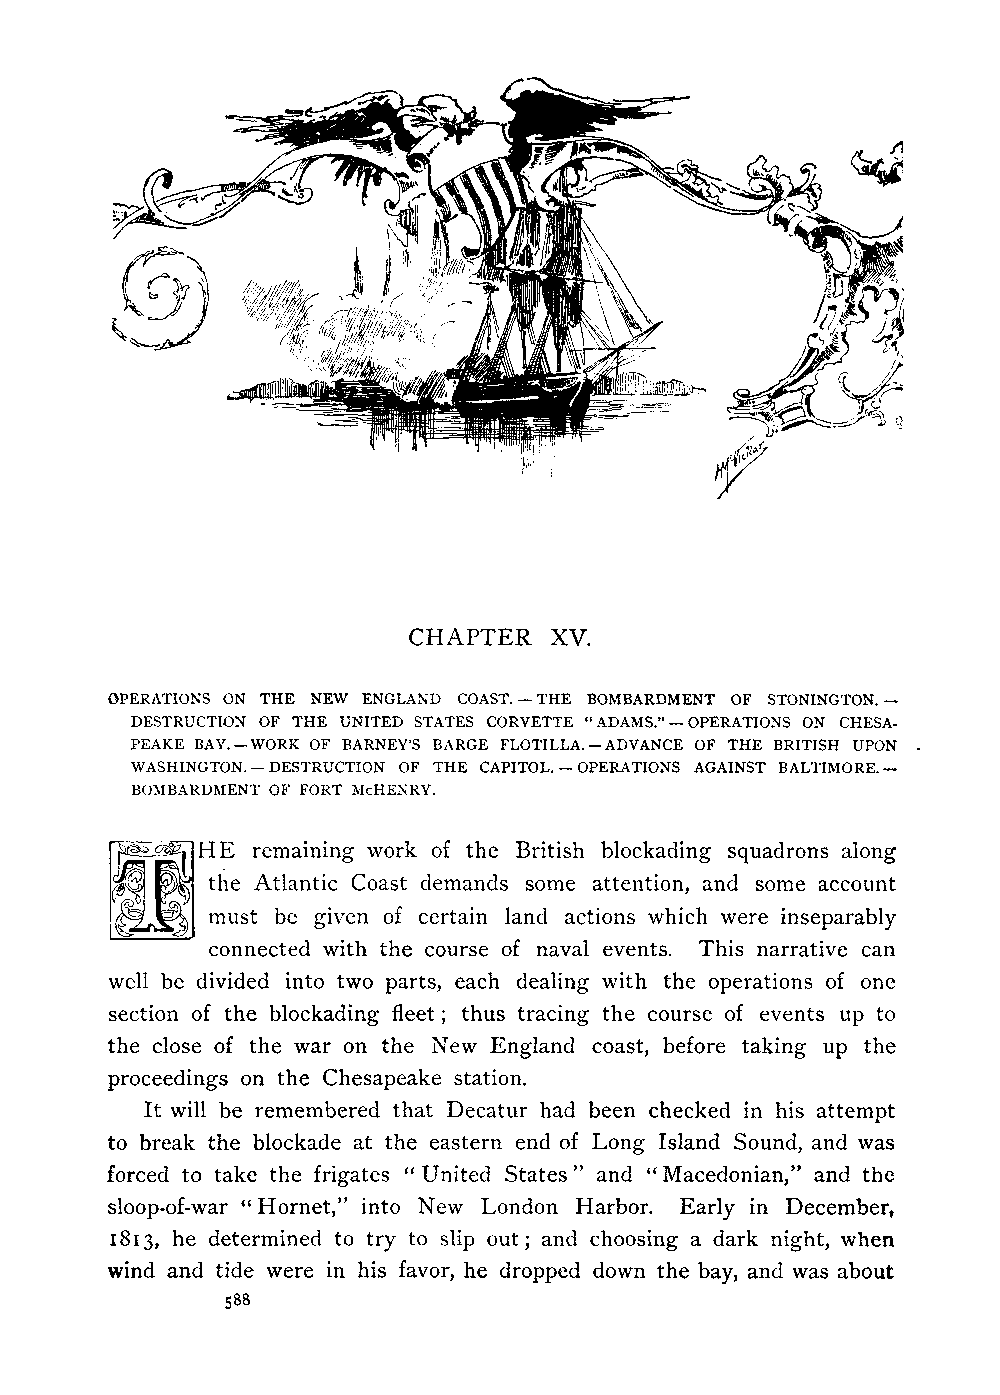 H McVickar
CHAPTER XV.
OPERATIONS ON THE NEW ENGLAND COAST. — THE BOMBARDMENT OF STONINGTON. —
DESTRUCTION OF THE UNITED STATES CORVETTE “ADAMS.” — OPERATIONS ON CHESA-
PEAKE BAY. — WORK OF BARNEY'S BARGE FLOTILLA. — ADVANCE OF THE BRITISH UPON
WASHINGTON. — DESTRUCTION OF THE CAPITOL. — OPERATIONS AGAINST BALTIMORE. —
BOMBARDMENT OF FORT McHENRY.
THE remaining work of the British blockading squadrons along
the Atlantic Coast demands some attention, and some account
must be given of certain land actions which were inseparably
connected with the course of naval events. This narrative can
well be divided into two parts, each dealing with the operations of one
section of the blockading fleet ; thus tracing the course of events up to
the close of the war on the New England coast, before taking up the
proceedings on the Chesapeake station.
It will be remembered that Decatur had been checked in his attempt
to break the blockade at the eastern end of Long Island Sound, and was
forced to take the frigates “United States” and “Macedonian,” and the
sloop-of-war “Hornet,” into New London Harbor. Early in December,
1813, he determined to try to slip out ; and choosing a dark night, when
wind and tide were in his favor, he dropped down the bay, and was about
588